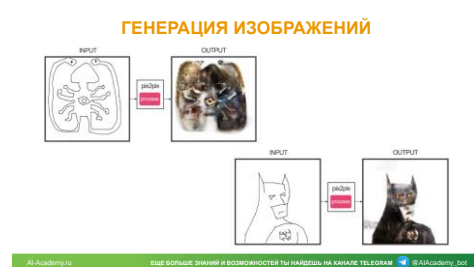 ГЕНЕРАЦИЯ ИЗОБРАЖЕНИЙ
INPUT
OUTPUT
pix2pix
process
INPUT
OUTPUT
pix2pix
process
AI-Academy.ru
ЕЩЕ БОЛЬШЕ ЗНАНИЙ И ВОЗМОЖНОСТЕЙ ТЫ НАЙДЕШЬ НА КАНАЛЕ TELEGRAM
@AIAcademy_bot